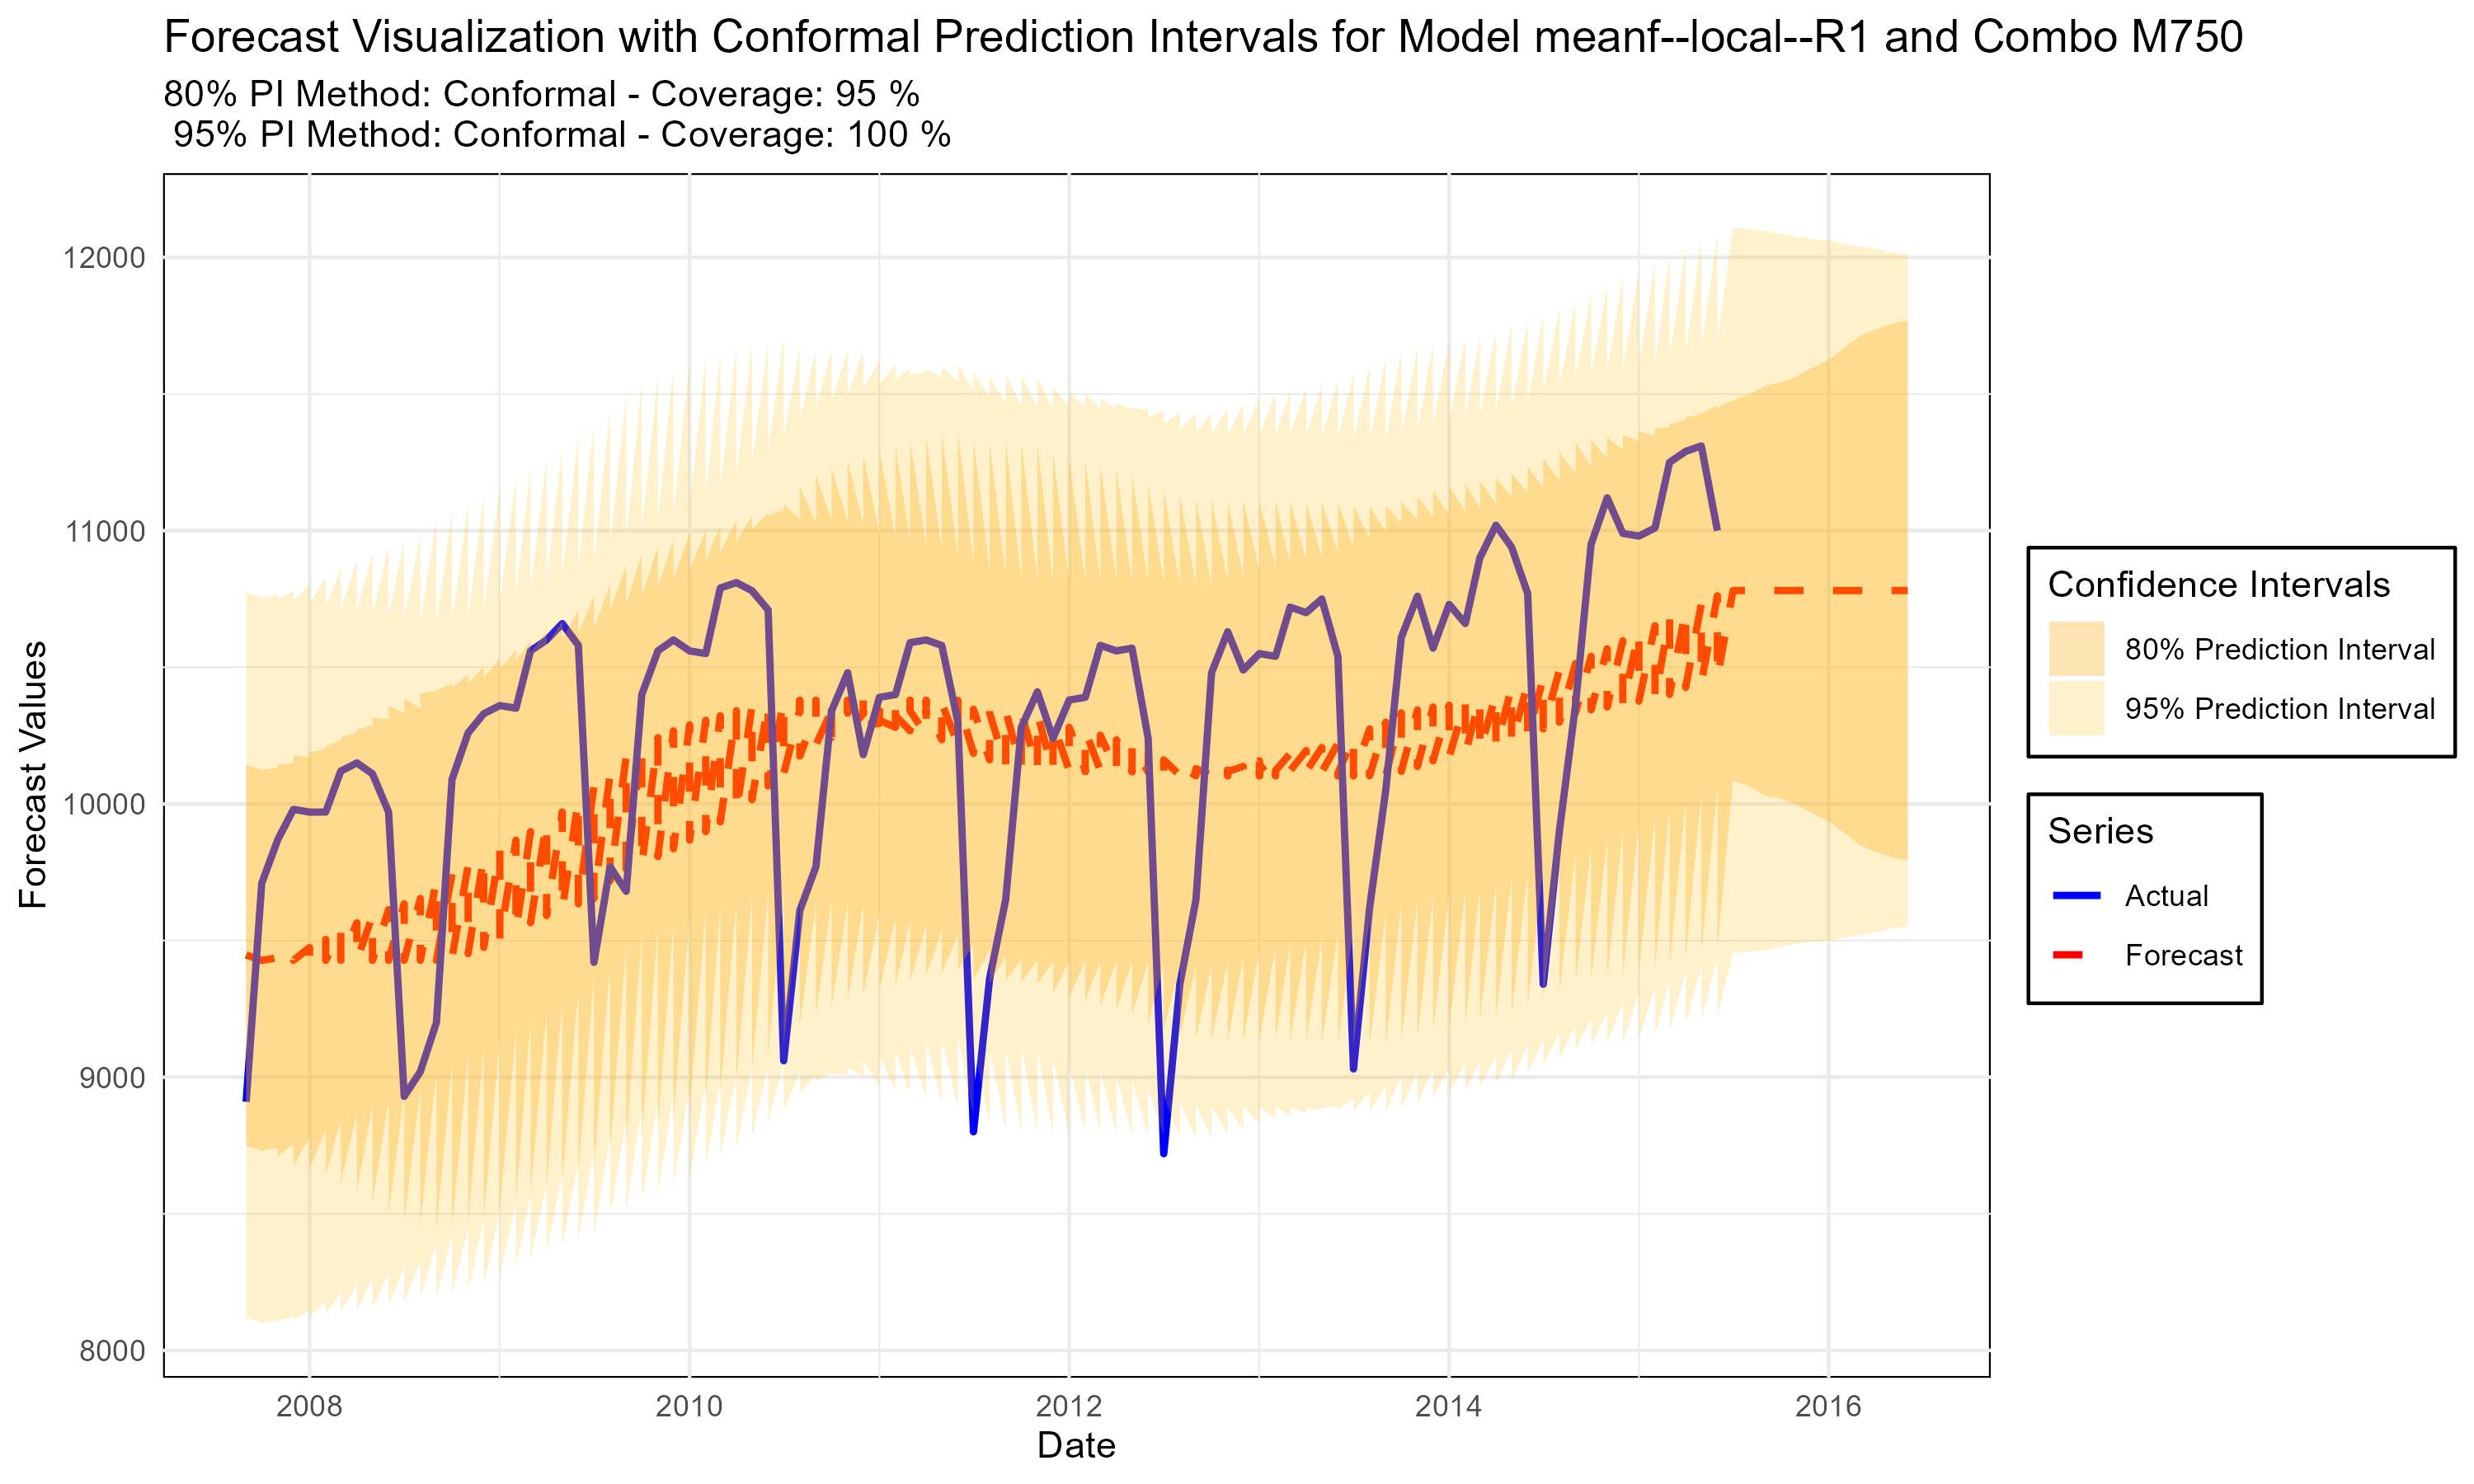 Forecast Visualization with Conformal Prediction Intervals for Model meanf--local--R1 and Combo M750
80% PI Method: Conformal - Coverage: 95 %
95% PI Method: Conformal - Coverage: 100 %
Forecast Values
12000
11000
10000
9000
8000
2008
2010
2012
2014
2016
Date
Confidence Intervals
80% Prediction Interval
95% Prediction Interval
Series
Actual
Forecast